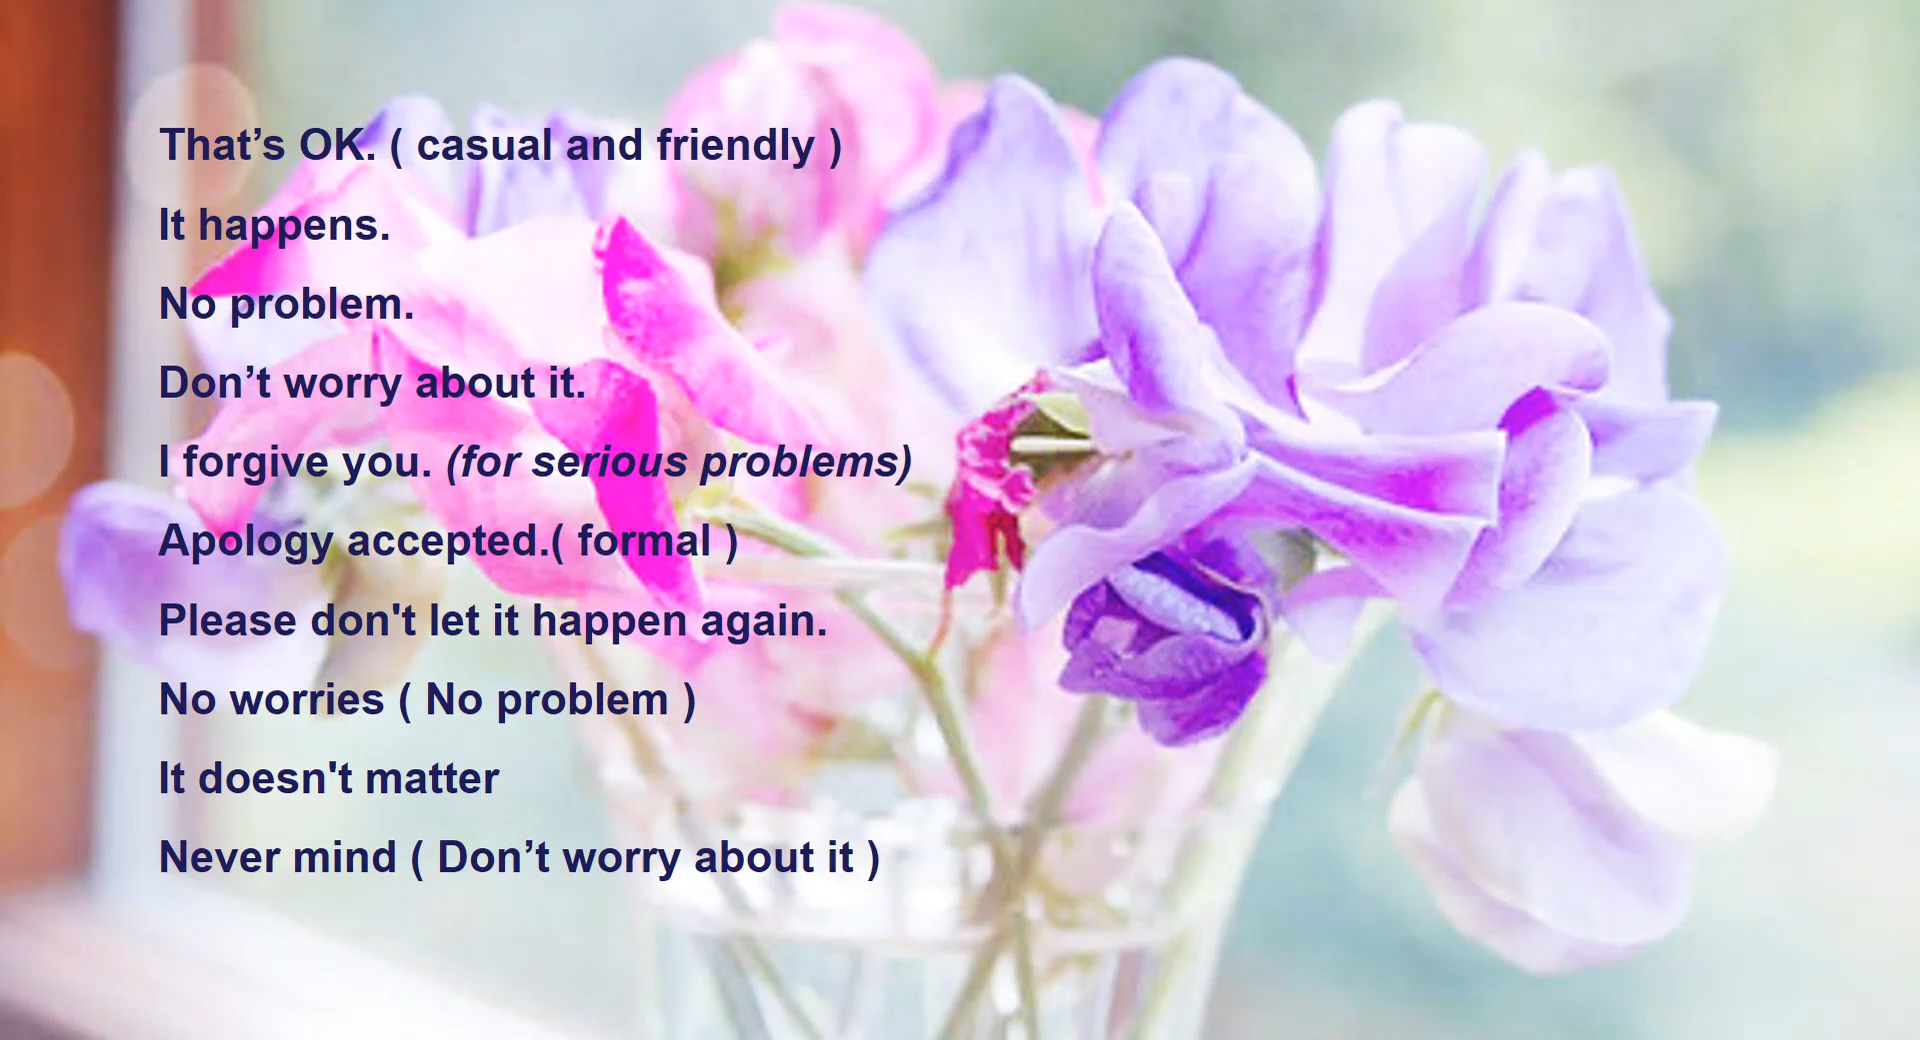 That’s OK. ( casual and friendly )
It happens.
No problem.
Don’t worry about it.
I forgive you. (for serious problems)
Apology accepted.( formal )
Please don't let it happen again.
No worries ( No problem )
It doesn't matter
Never mind ( Don’t worry about it )